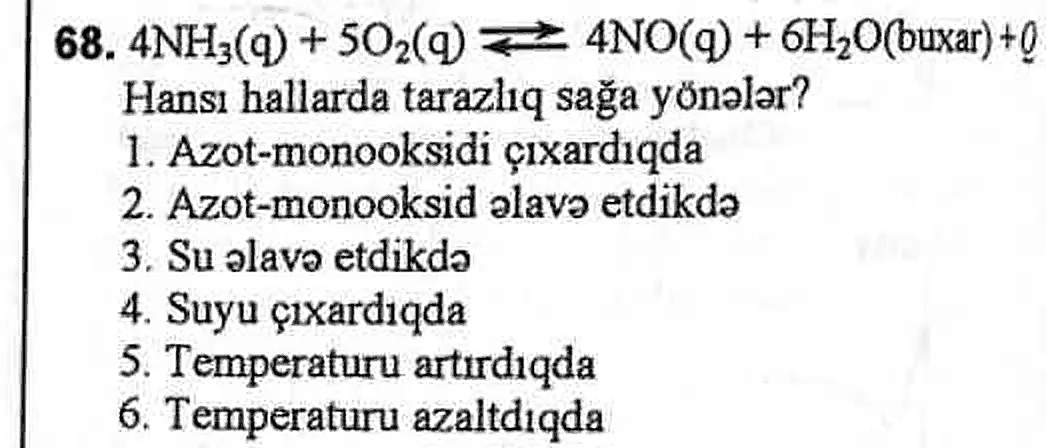 68. 4NH₃(q) + 5O₂(q) ⇄ 4NO(q) + 6H₂O(buxar) +Q
Hansı hallarda tarazlıq sağa yönələr?
1. Azot-monooksidi çıxardıqda
2. Azot-monooksid əlavə etdikdə
3. Su əlavə etdikdə
4. Suyu çıxardıqda
5. Temperaturu artırdıqda
6. Temperaturu azaltdıqda